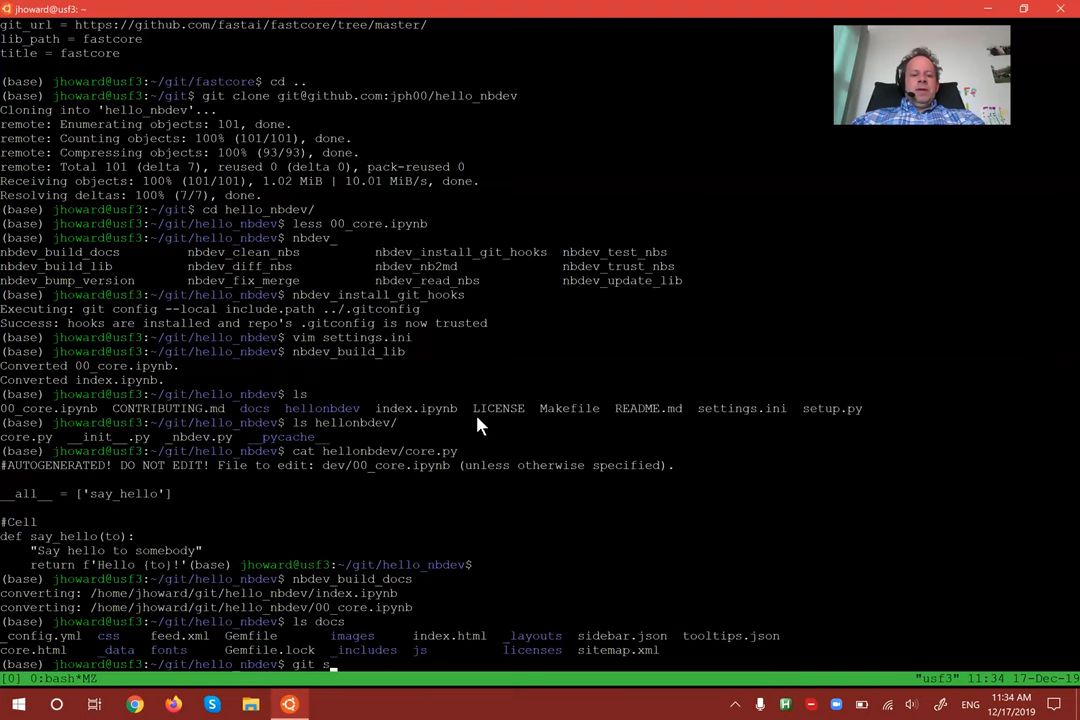 jhoward@usf3: ~
git_url = https://github.com/fastai/fastcore/tree/master/
lib_path = fastcore
title = fastcore
(base) jhoward@usf3:~/git/fastcore$ cd ..
(base) jhoward@usf3:~/git$ git clone git@github.com:jph00/hello_nbdev
Cloning into 'hello_nbdev'...
remote: Enumerating objects: 101, done.
remote: Counting objects: 100% (101/101), done.
remote: Compressing objects: 100% (93/93), done.
remote: Total 101 (delta 7), reused 0 (delta 0), pack-reused 0
Receiving objects: 100% (101/101), 1.02 MiB | 10.01 MiB/s, done.
Resolving deltas: 100% (7/7), done.
(base) jhoward@usf3:~/git$ cd hello_nbdev/
(base) jhoward@usf3:~/git/hello_nbdev$ less 00_core.ipynb
(base) jhoward@usf3:~/git/hello_nbdev$ nbdev_
nbdev_build_docs nbdev_clean_nbs nbdev_install_git_hooks nbdev_test_nbs
nbdev_build_lib nbdev_diff_nbs nbdev_nb2md nbdev_trust_nbs
nbdev_bump_version nbdev_fix_merge nbdev_read_nbs nbdev_update_lib
(base) jhoward@usf3:~/git/hello_nbdev$ nbdev_install_git_hooks
Executing: git config --local include.path ../.gitconfig
Success: hooks are installed and repo's .gitconfig is now trusted
(base) jhoward@usf3:~/git/hello_nbdev$ vim settings.ini
(base) jhoward@usf3:~/git/hello_nbdev$ nbdev_build_lib
Converted 00_core.ipynb.
Converted index.ipynb.
(base) jhoward@usf3:~/git/hello_nbdev$ ls
00_core.ipynb CONTRIBUTING.md docs hellonbdev index.ipynb LICENSE Makefile README.md settings.ini setup.py
(base) jhoward@usf3:~/git/hello_nbdev$ ls hellonbdev/
core.py __init__.py _nbdev.py __pycache__
(base) jhoward@usf3:~/git/hello_nbdev$ cat hellonbdev/core.py
#AUTOGENERATED! DO NOT EDIT! File to edit: dev/00_core.ipynb (unless otherwise specified).
__all__ = ['say_hello']
#Cell
def say_hello(to):
"Say hello to somebody"
return f'Hello {to}!'(base) jhoward@usf3:~/git/hello_nbdev$
(base) jhoward@usf3:~/git/hello_nbdev$ nbdev_build_docs
converting: /home/jhoward/git/hello_nbdev/index.ipynb
converting: /home/jhoward/git/hello_nbdev/00_core.ipynb
(base) jhoward@usf3:~/git/hello_nbdev$ ls docs
_config.yml css feed.xml Gemfile images index.html _layouts sidebar.json tooltips.json
core.html _data fonts Gemfile.lock _includes js licenses sitemap.xml
(base) jhoward@usf3:~/git/hello_nbdev$ git s
[0] 0:bash*MZ "usf3" 11:34 17-Dec-19
ENG
11:34 AM
12/17/2019